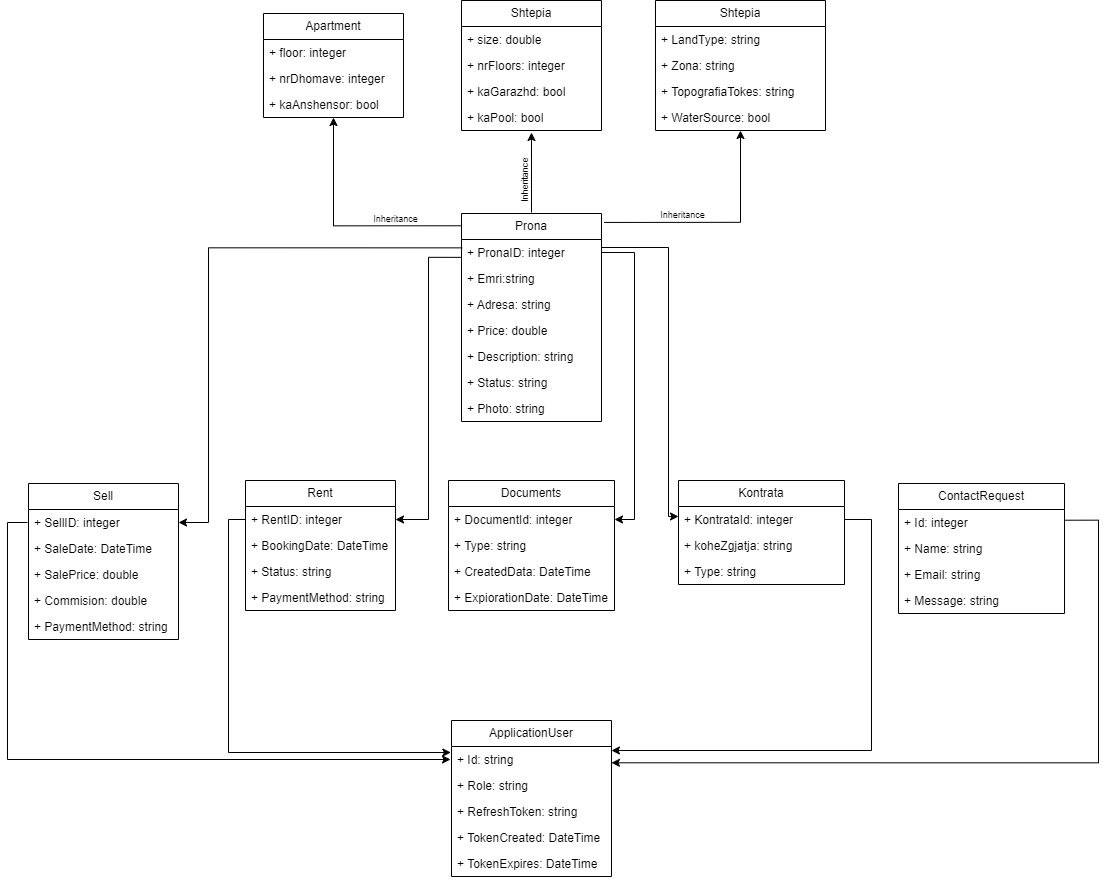 Apartment
+ floor: integer
+ nrDhomave: integer
+ kaAnshensor: bool
Shtepia
+ size: double
+ nrFloors: integer
+ kaGarazhd: bool
+ kaPool: bool
Shtepia
+ LandType: string
+ Zona: string
+ TopografiaTokes: string
+ WaterSource: bool
Inheritance
Inheritance
Inheritance
Prona
+ PronaID: integer
+ Emri:string
+ Adresa: string
+ Price: double
+ Description: string
+ Status: string
+ Photo: string
Sell
+ SellID: integer
+ SaleDate: DateTime
+ SalePrice: double
+ Commision: double
+ PaymentMethod: string
Rent
+ RentID: integer
+ BookingDate: DateTime
+ Status: string
+ PaymentMethod: string
Documents
+ DocumentId: integer
+ Type: string
+ CreatedData: DateTime
+ ExpiorationDate: DateTime
Kontrata
+ KontrataId: integer
+ koheZgjatja: string
+ Type: string
ContactRequest
+ Id: integer
+ Name: string
+ Email: string
+ Message: string
ApplicationUser
+ Id: string
+ Role: string
+ RefreshToken: string
+ TokenCreated: DateTime
+ TokenExpires: DateTime